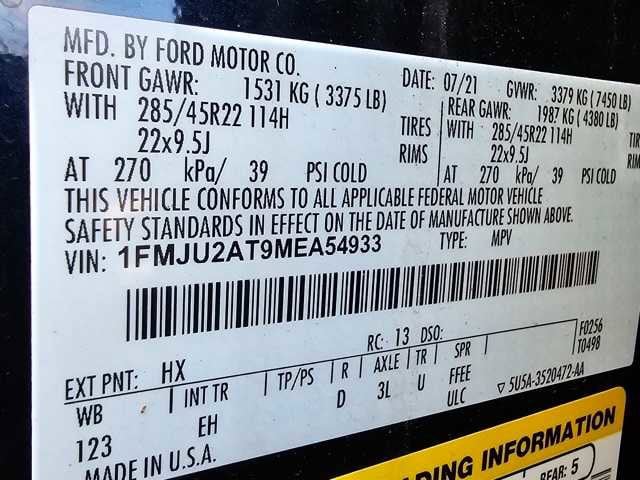 MFD. BY FORD MOTOR CO.
DATE: 07/21 GVWR: 3379 KG ( 7450 LB)
FRONT GAWR: 1531 KG ( 3375 LB) REAR GAWR: 1987 KG ( 4380 LB)
WITH 285/45R22 114H TIRES WITH 285/45R22 114H
22x9.5J RIMS 22x9.5J
AT 270 kPa/ 39 PSI COLD AT 270 kPa/ 39 PSI COLD
THIS VEHICLE CONFORMS TO ALL APPLICABLE FEDERAL MOTOR VEHICLE
SAFETY STANDARDS IN EFFECT ON THE DATE OF MANUFACTURE SHOWN ABOVE.
VIN: 1FMJU2AT9MEA54933 TYPE: MPV
F0256
RC: 13 DSO: T0498
EXT PNT: HX
WB INT TR TP/PS R AXLE TR SPR
123 EH D 3L U FFEE
ULC ▽ 5U5A-3520472-AA
MADE IN U.S.A.
INFORMATION
REAR: 5